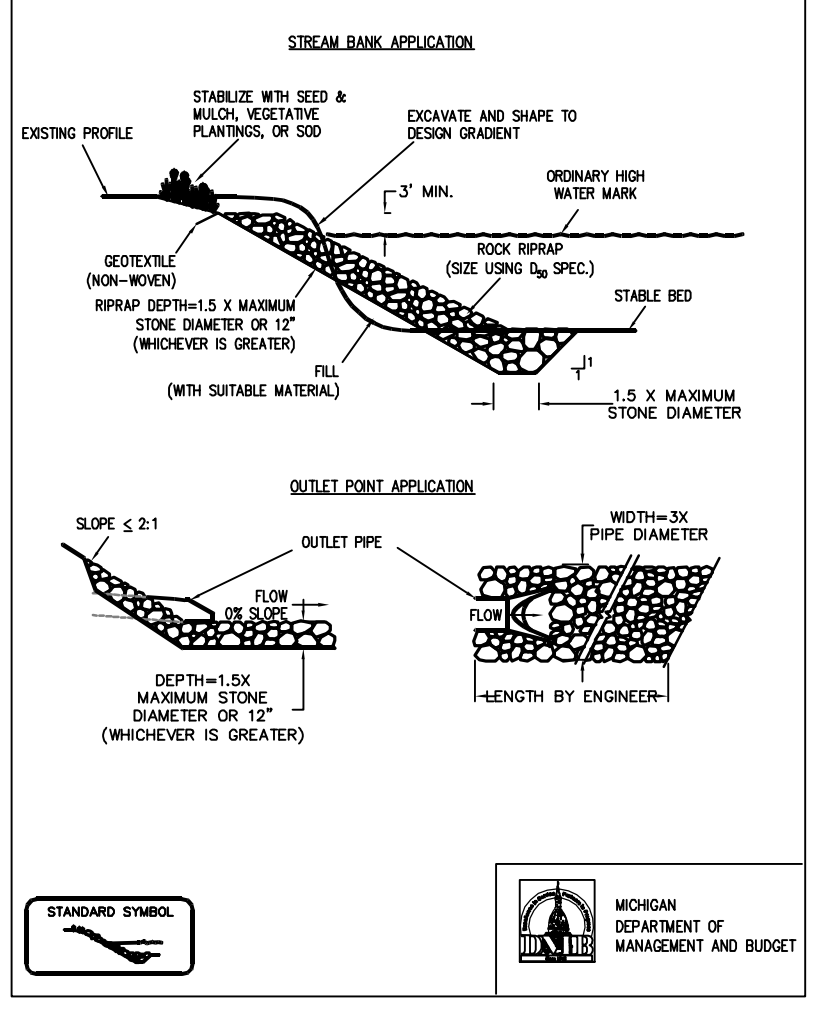 STREAM BANK APPLICATION
STABILIZE WITH SEED &
MULCH, VEGETATIVE
PLANTINGS, OR SOD
EXCAVATE AND SHAPE TO
DESIGN GRADIENT
EXISTING PROFILE
ORDINARY HIGH
WATER MARK
3' MIN.
GEOTEXTILE
(NON-WOVEN)
ROCK RIPRAP
(SIZE USING D50 SPEC.)
RIPRAP DEPTH=1.5 X MAXIMUM
STONE DIAMETER OR 12"
(WHICHEVER IS GREATER)
STABLE BED
FILL
(WITH SUITABLE MATERIAL)
1
1
1.5 X MAXIMUM
STONE DIAMETER
OUTLET POINT APPLICATION
SLOPE ≤ 2:1
OUTLET PIPE
WIDTH=3X
PIPE DIAMETER
FLOW
0% SLOPE
FLOW
DEPTH=1.5X
MAXIMUM STONE
DIAMETER OR 12"
(WHICHEVER IS GREATER)
LENGTH BY ENGINEER
STANDARD SYMBOL
DMB
MICHIGAN
DEPARTMENT OF
MANAGEMENT AND BUDGET